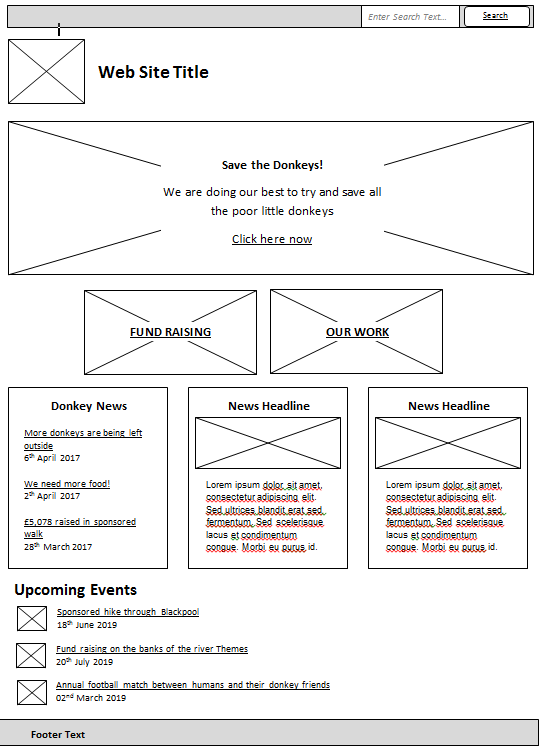 Enter Search Text... Search
Web Site Title
Save the Donkeys!
We are doing our best to try and save all
the poor little donkeys
Click here now
FUND RAISING
OUR WORK
Donkey News
More donkeys are being left
outside
6th April 2017
We need more food!
2nd April 2017
£5,078 raised in sponsored
walk
28th March 2017
News Headline
Lorem ipsum dolor sit amet,
consectetur adipiscing elit.
Sed ultrices blandit erat sed
fermentum. Sed scelerisque
lacus et condimentum
congue. Morbi eu purus id.
News Headline
Lorem ipsum dolor sit amet,
consectetur adipiscing elit.
Sed ultrices blandit erat sed
fermentum. Sed scelerisque
lacus et condimentum
congue. Morbi eu purus id.
Upcoming Events
Sponsored hike through Blackpool
18th June 2019
Fund raising on the banks of the river Themes
20th July 2019
Annual football match between humans and their donkey friends
02nd March 2019
Footer Text